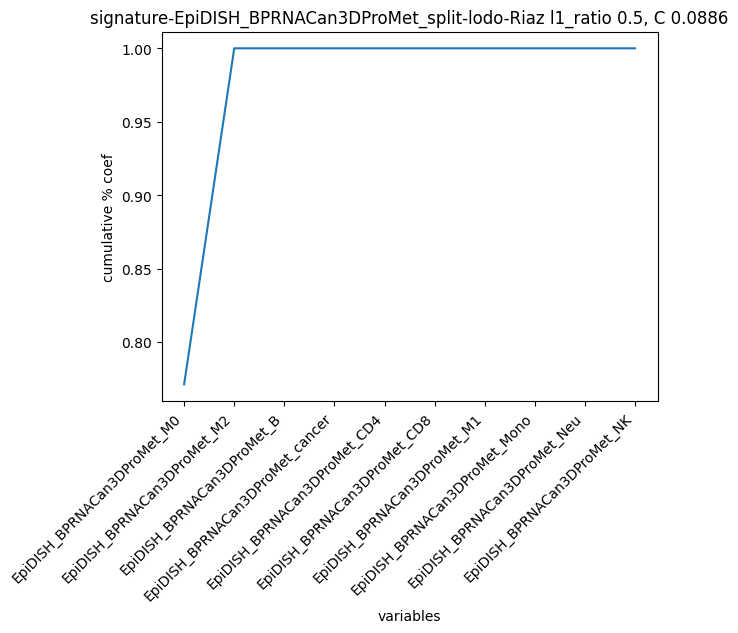 signature-EpiDISH_BPRNACan3DProMet_split-lodo-Riaz l1_ratio 0.5, C 0.0886
1.00
0.95
0.90
0.85
0.80
cumulative % coef
EpiDISH_BPRNACan3DProMet_M0
EpiDISH_BPRNACan3DProMet_M2
EpiDISH_BPRNACan3DProMet_B
EpiDISH_BPRNACan3DProMet_cancer
EpiDISH_BPRNACan3DProMet_CD4
EpiDISH_BPRNACan3DProMet_CD8
EpiDISH_BPRNACan3DProMet_M1
EpiDISH_BPRNACan3DProMet_Mono
EpiDISH_BPRNACan3DProMet_Neu
EpiDISH_BPRNACan3DProMet_NK
variables